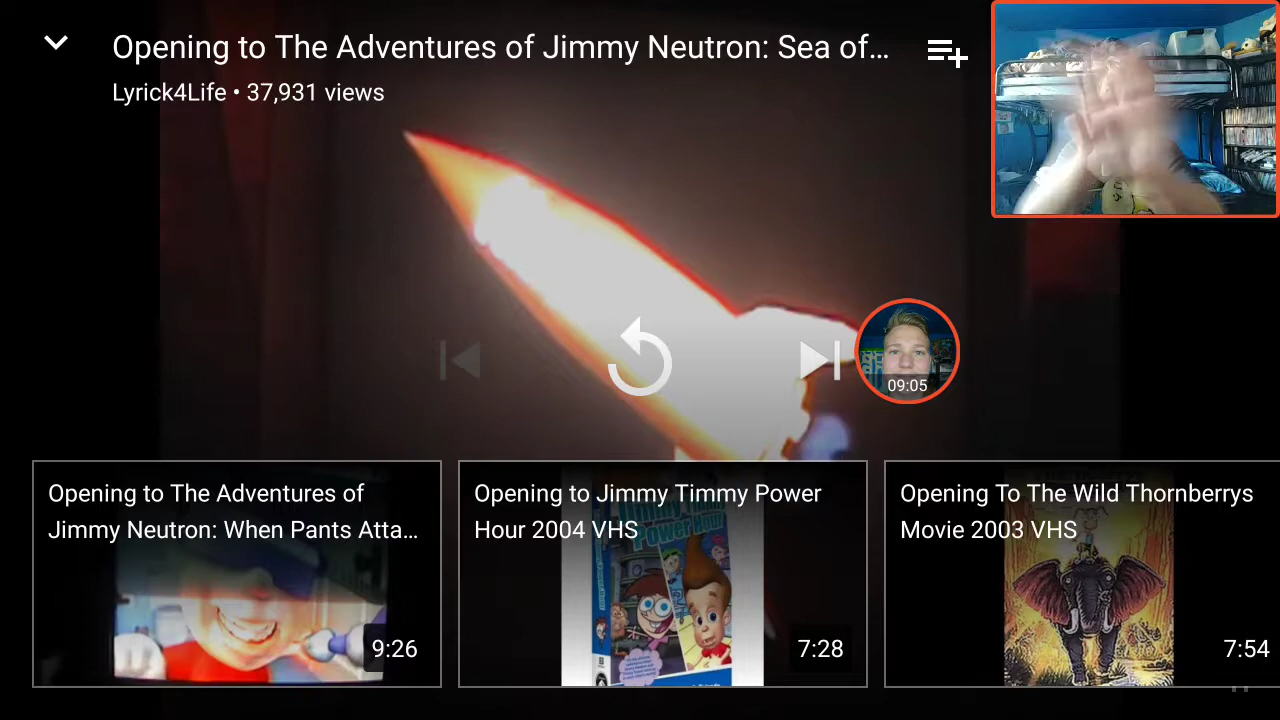 Opening to The Adventures of Jimmy Neutron: Sea of...
Lyrick4Life • 37,931 views
09:05
Opening to The Adventures of
Jimmy Neutron: When Pants Atta...
9:26
Opening to Jimmy Timmy Power
Hour 2004 VHS
Power Hour
7:28
Opening To The Wild Thornberrys
Movie 2003 VHS
7:54